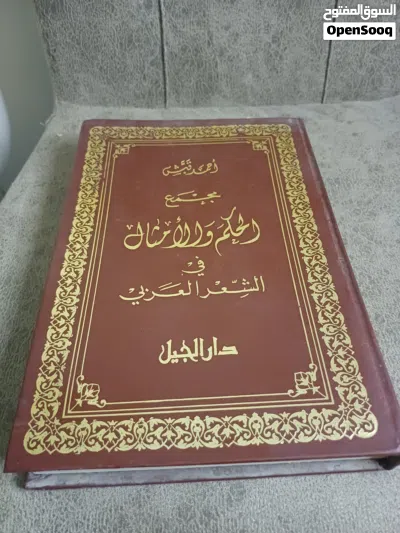 السوق المفتوح
OpenSooq
أحمد قبش
مجمع
الحكم والأمثال
في
الشعر العربي
دار الجيل